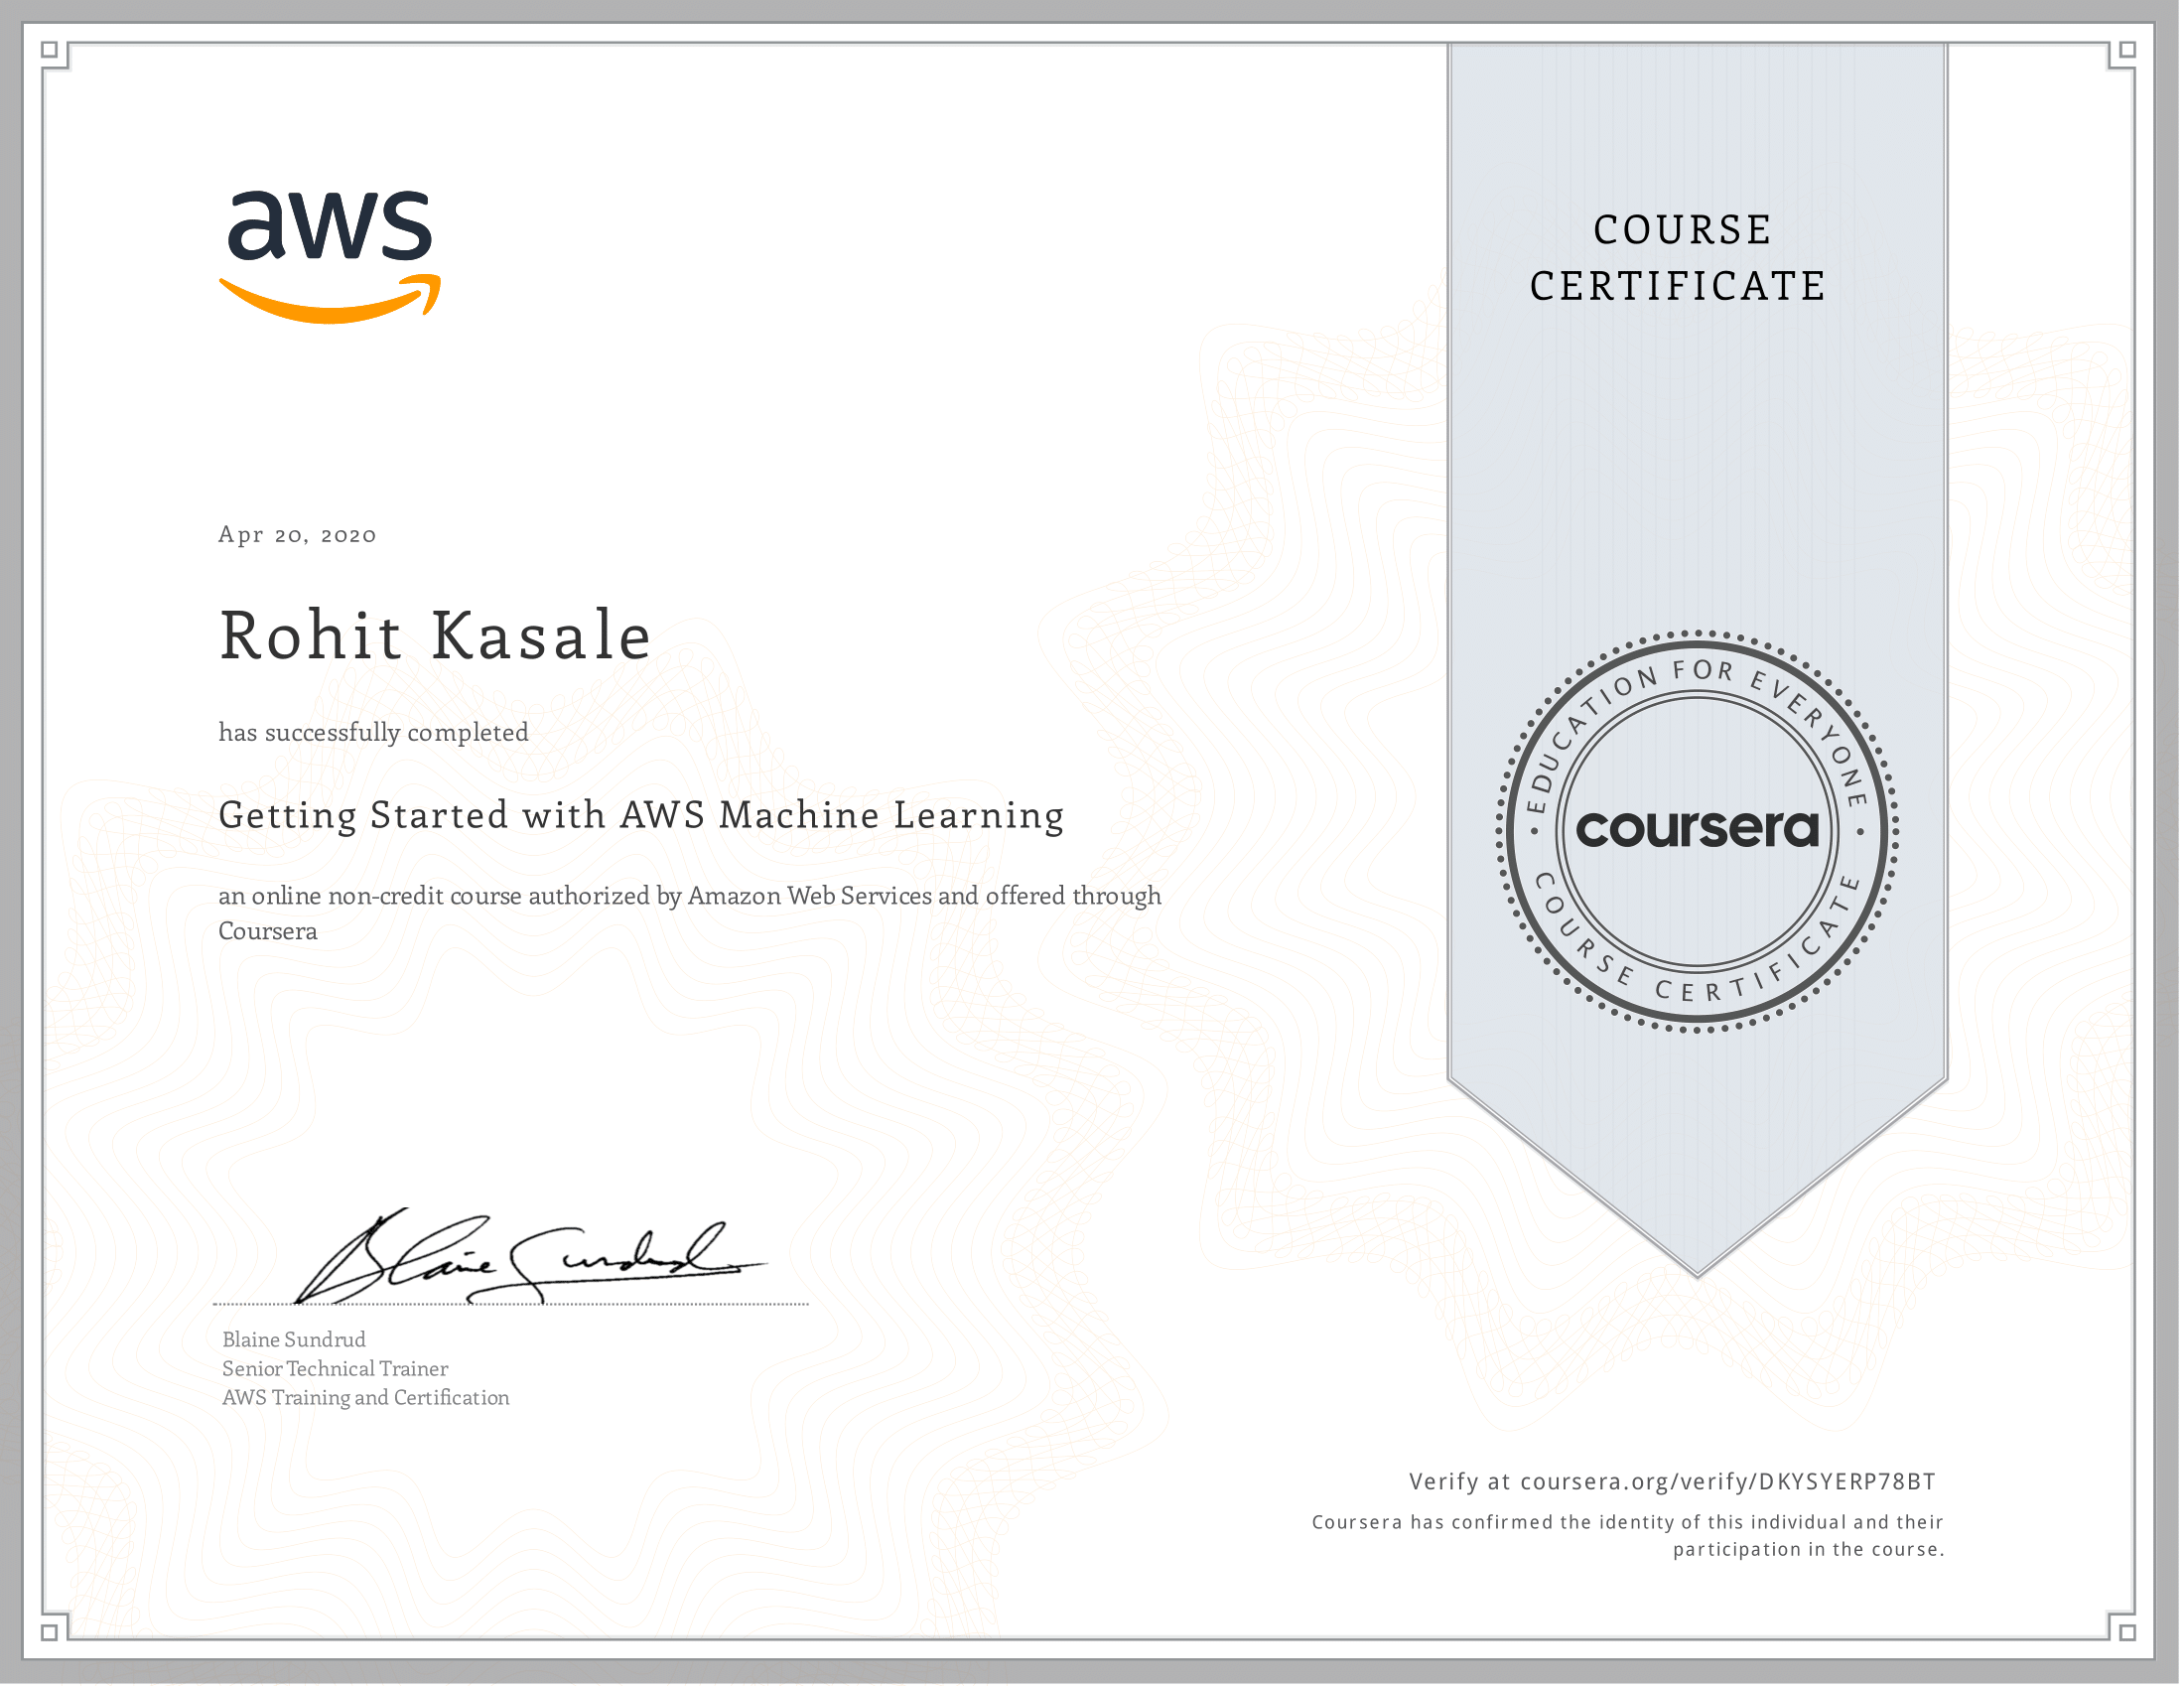 aws
COURSE
CERTIFICATE
Apr 20, 2020
Rohit Kasale
has successfully completed
Getting Started with AWS Machine Learning
an online non-credit course authorized by Amazon Web Services and offered through
Coursera
EDUCATION FOR EVERYONE
coursera
COURSE CERTIFICATE
Blaine Sundrud
Blaine Sundrud
Senior Technical Trainer
AWS Training and Certification
Verify at coursera.org/verify/DKYSYERP78BT
Coursera has confirmed the identity of this individual and their
participation in the course.